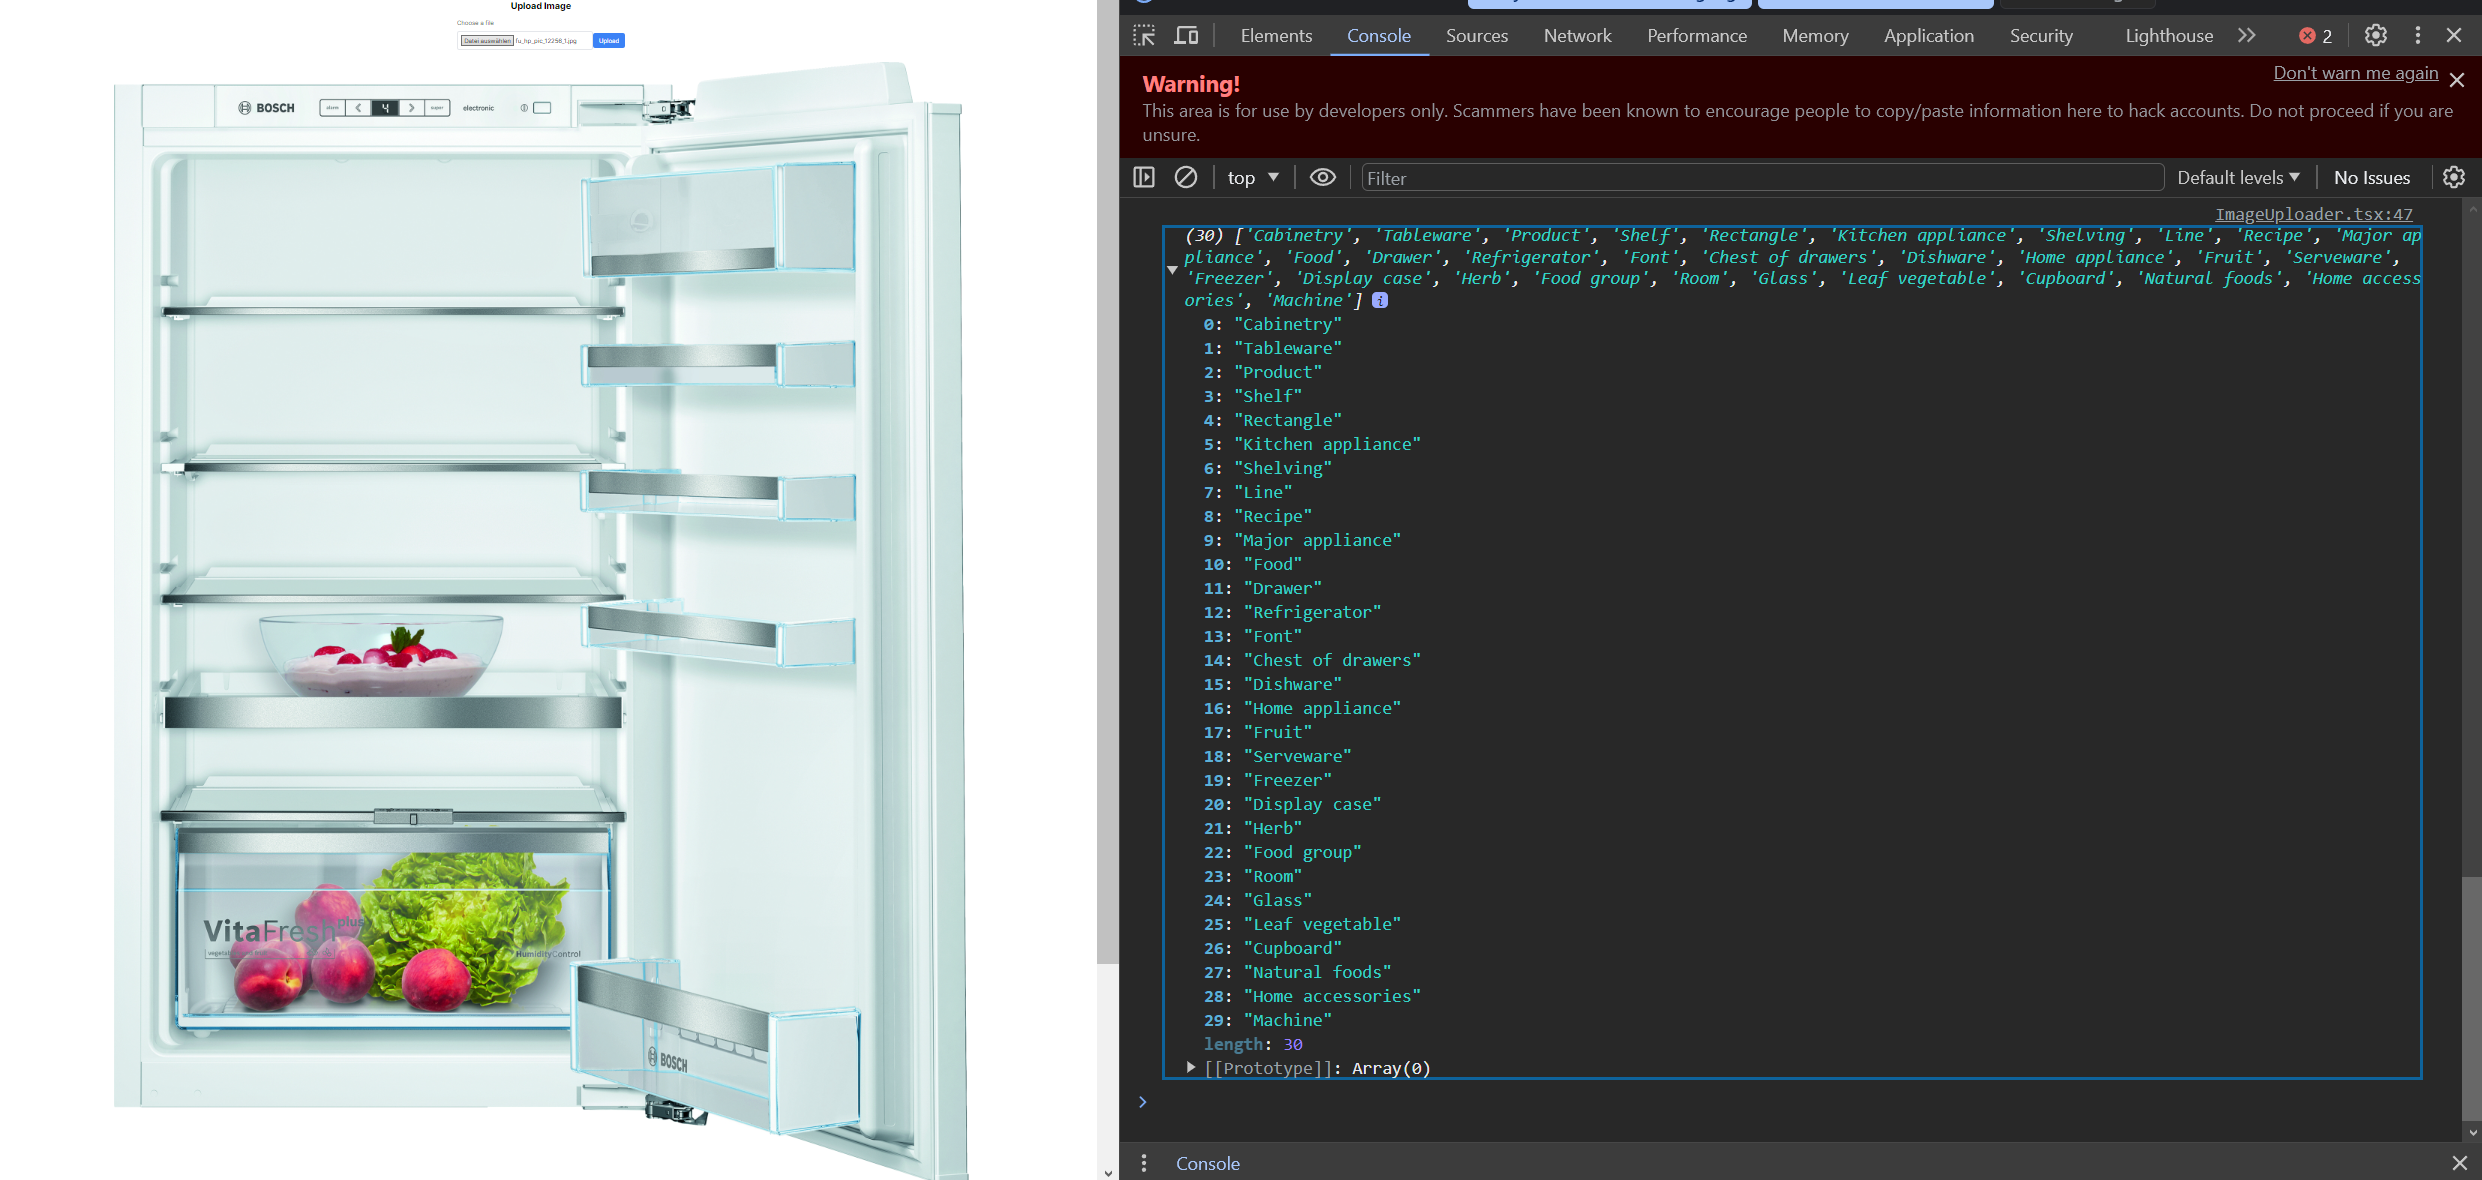 Upload Image
Choose a file
Datei auswählen fu_hp_pic_12256_1.jpg Upload
BOSCH
4
super
electronic
VitaFresh plus
HumidityControl
BOSCH
Elements Console Sources Network Performance Memory Application Security Lighthouse 2
Warning!
Don't warn me again
This area is for use by developers only. Scammers have been known to encourage people to copy/paste information here to hack accounts. Do not proceed if you are
unsure.
top Filter Default levels No Issues
ImageUploader.tsx:47
(30) ['Cabinetry', 'Tableware', 'Product', 'Shelf', 'Rectangle', 'Kitchen appliance', 'Shelving', 'Line', 'Recipe', 'Major ap
pliance', 'Food', 'Drawer', 'Refrigerator', 'Font', 'Chest of drawers', 'Dishware', 'Home appliance', 'Fruit', 'Serveware',
'Freezer', 'Display case', 'Herb', 'Food group', 'Room', 'Glass', 'Leaf vegetable', 'Cupboard', 'Natural foods', 'Home access
ories', 'Machine'] i
0: "Cabinetry"
1: "Tableware"
2: "Product"
3: "Shelf"
4: "Rectangle"
5: "Kitchen appliance"
6: "Shelving"
7: "Line"
8: "Recipe"
9: "Major appliance"
10: "Food"
11: "Drawer"
12: "Refrigerator"
13: "Font"
14: "Chest of drawers"
15: "Dishware"
16: "Home appliance"
17: "Fruit"
18: "Serveware"
19: "Freezer"
20: "Display case"
21: "Herb"
22: "Food group"
23: "Room"
24: "Glass"
25: "Leaf vegetable"
26: "Cupboard"
27: "Natural foods"
28: "Home accessories"
29: "Machine"
length: 30
[[Prototype]]: Array(0)
Console